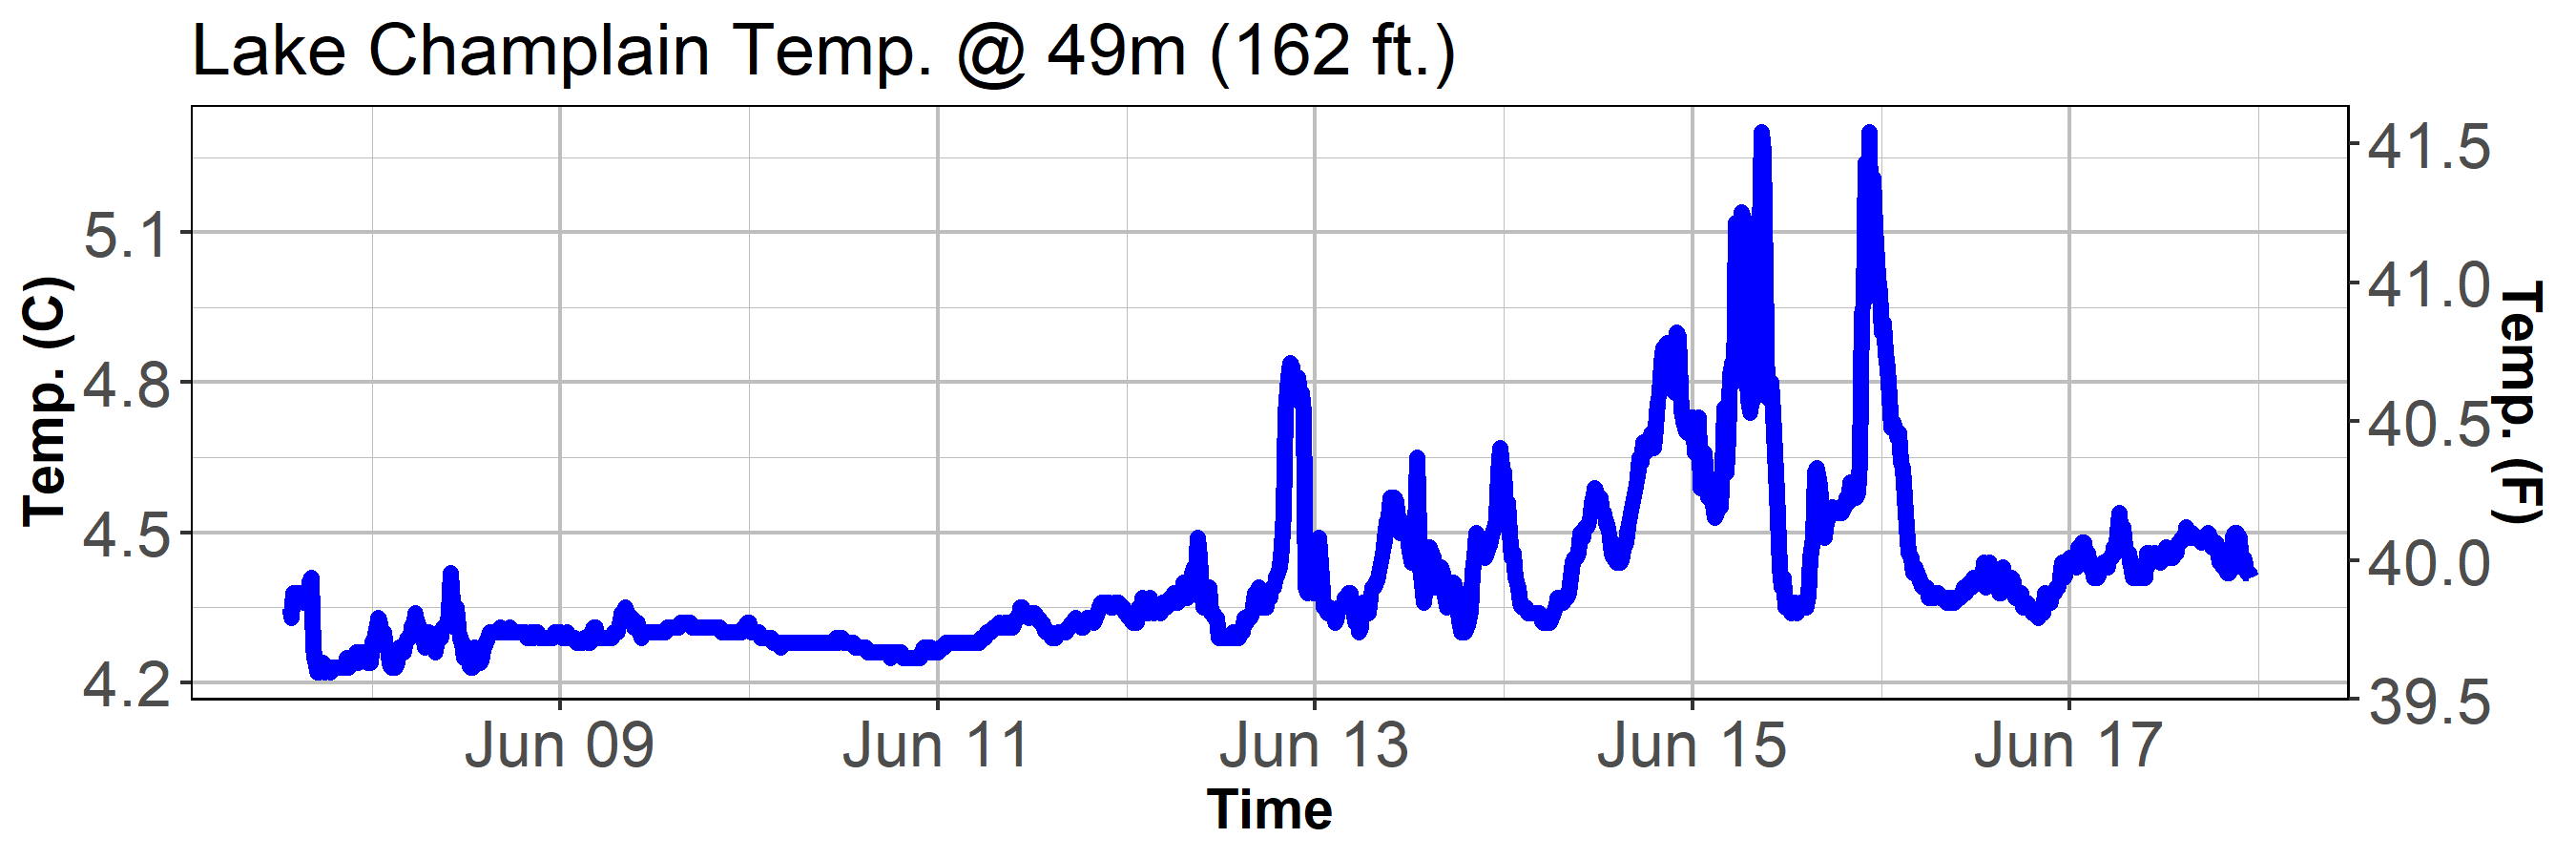 Lake Champlain Temp. @ 49m (162 ft.)
Temp. (C)
5.1
4.8
4.5
4.2
41.5
41.0
40.5
40.0
39.5
Temp. (F)
Jun 09 Jun 11 Jun 13 Jun 15 Jun 17
Time